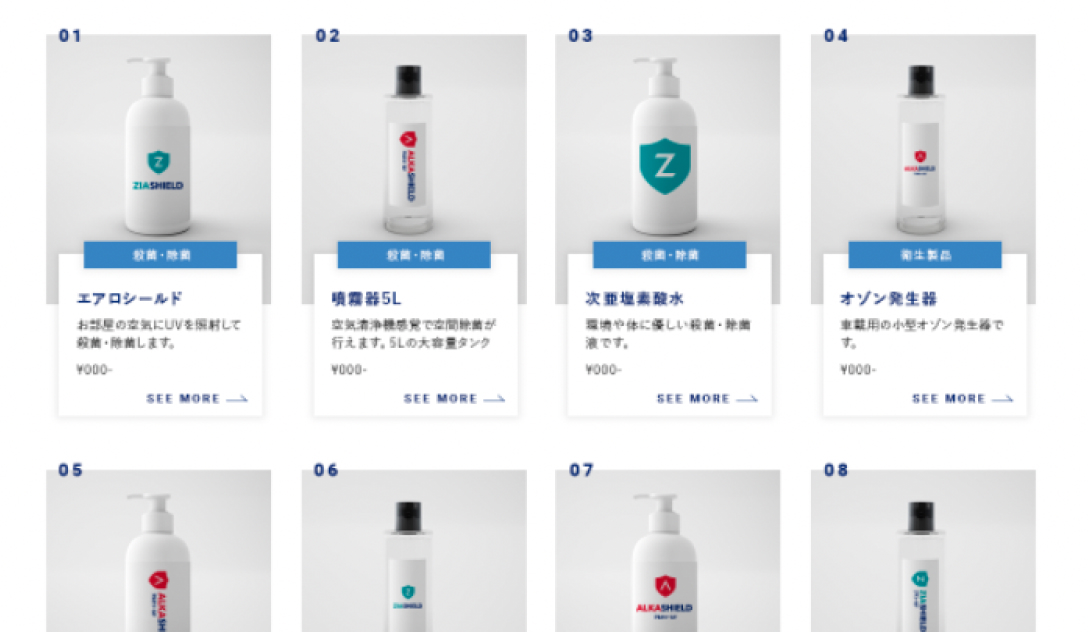 01
02
03
04
ZIASHIELD
ALKASHIELD
Z
ALKASHIELD
殺菌・除菌
殺菌・除菌
殺菌・除菌
衛生製品
エアロシールド
お部屋の空気にUVを照射して
殺菌・除菌します。
¥000-
SEE MORE
噴霧器5L
空気清浄機感覚で空間除菌が
行えます。5Lの大容量タンク
¥000-
SEE MORE
次亜塩素酸水
環境や体に優しい殺菌・除菌
液です。
¥000-
SEE MORE
オゾン発生器
車載用の小型オゾン発生器で
す。
¥000-
SEE MORE
05
06
07
08
ZIASHIELD
ALKASHIELD